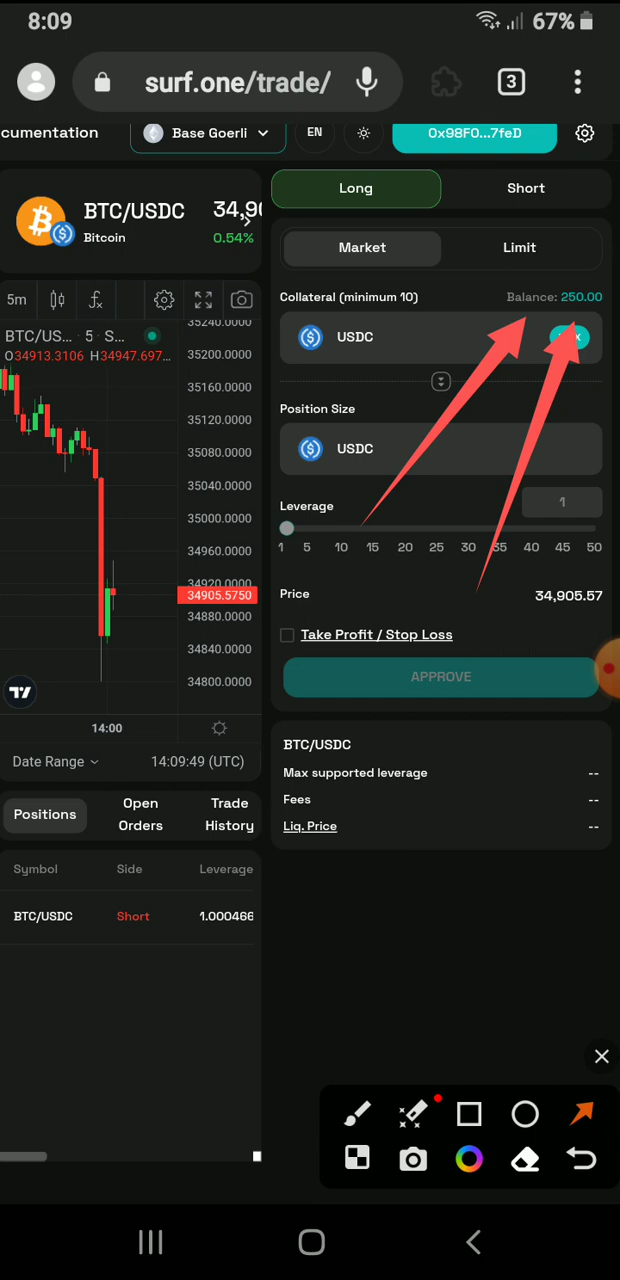 8:09
67%
surf.one/trade/
3
cumentation
Base Goerli
EN
0x98F0...7feD
BTC/USDC
34,90
Bitcoin
0.54%
Long
Short
Market
Limit
Collateral (minimum 10)
Balance: 250.00
USDC
Position Size
USDC
Leverage
1
1 5 10 15 20 25 30 35 40 45 50
Price
34,905.57
Take Profit / Stop Loss
APPROVE
BTC/USDC
Max supported leverage
--
Fees
--
Liq. Price
--
5m
BTC/US... · 5 · S...
O34913.3106 H34947.697...
35240.0000
35200.0000
35160.0000
35120.0000
35080.0000
35040.0000
35000.0000
34960.0000
34920.0000
34905.5750
34880.0000
34840.0000
34800.0000
14:00
Date Range
14:09:49 (UTC)
Positions
Open Orders
Trade History
Symbol
Side
Leverage
BTC/USDC
Short
1.000466